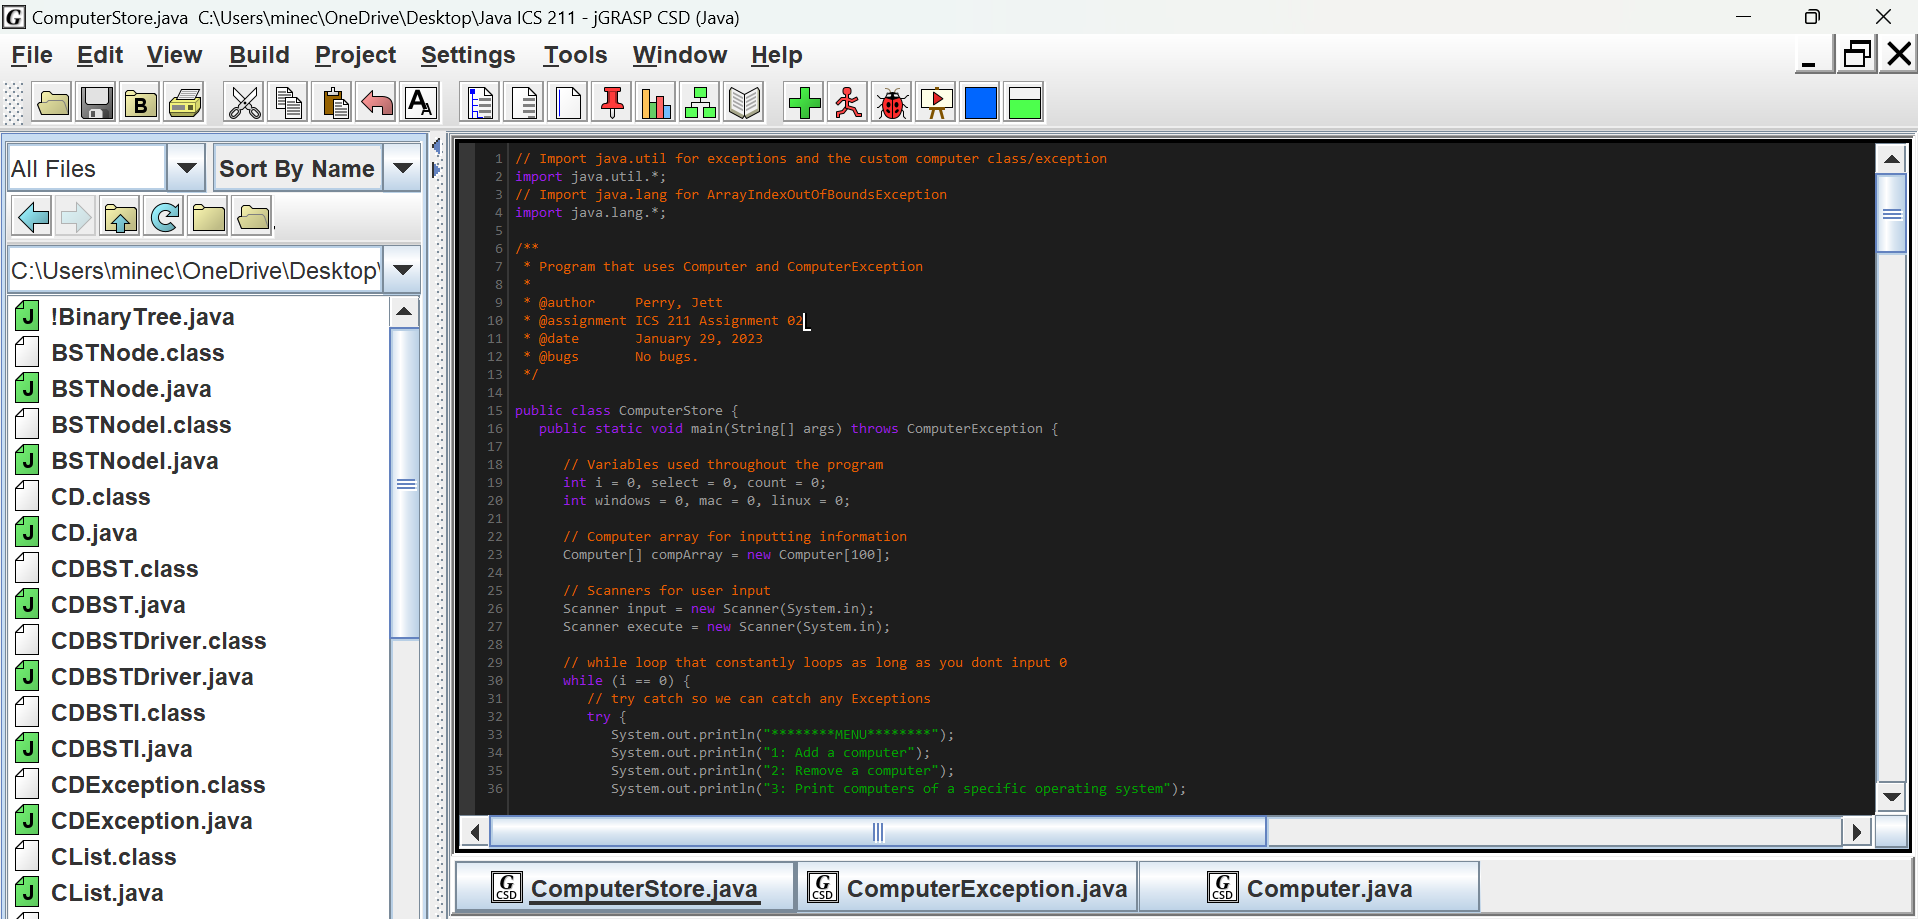 ComputerStore.java  C:\Users\minec\OneDrive\Desktop\Java ICS 211 - jGRASP CSD (Java)
File Edit View Build Project Settings Tools Window Help
All Files
Sort By Name
C:\Users\minec\OneDrive\Desktop\
!BinaryTree.java
BSTNode.class
BSTNode.java
BSTNodeI.class
BSTNodeI.java
CD.class
CD.java
CDBST.class
CDBST.java
CDBSTDriver.class
CDBSTDriver.java
CDBSTI.class
CDBSTI.java
CDException.class
CDException.java
CList.class
CList.java
1 // Import java.util for exceptions and the custom computer class/exception
2 import java.util.*;
3 // Import java.lang for ArrayIndexOutOfBoundsException
4 import java.lang.*;
5
6 /**
7  * Program that uses Computer and ComputerException
8  *
9  * @author     Perry, Jett
10  * @assignment ICS 211 Assignment 02
11  * @date       January 29, 2023
12  * @bugs       No bugs.
13  */
14
15 public class ComputerStore {
16    public static void main(String[] args) throws ComputerException {
17
18       // Variables used throughout the program
19       int i = 0, select = 0, count = 0;
20       int windows = 0, mac = 0, linux = 0;
21
22       // Computer array for inputting information
23       Computer[] compArray = new Computer[100];
24
25       // Scanners for user input
26       Scanner input = new Scanner(System.in);
27       Scanner execute = new Scanner(System.in);
28
29       // while loop that constantly loops as long as you dont input 0
30       while (i == 0) {
31          // try catch so we can catch any Exceptions
32          try {
33             System.out.println("********MENU********");
34             System.out.println("1: Add a computer");
35             System.out.println("2: Remove a computer");
36             System.out.println("3: Print computers of a specific operating system");
ComputerStore.java
ComputerException.java
Computer.java